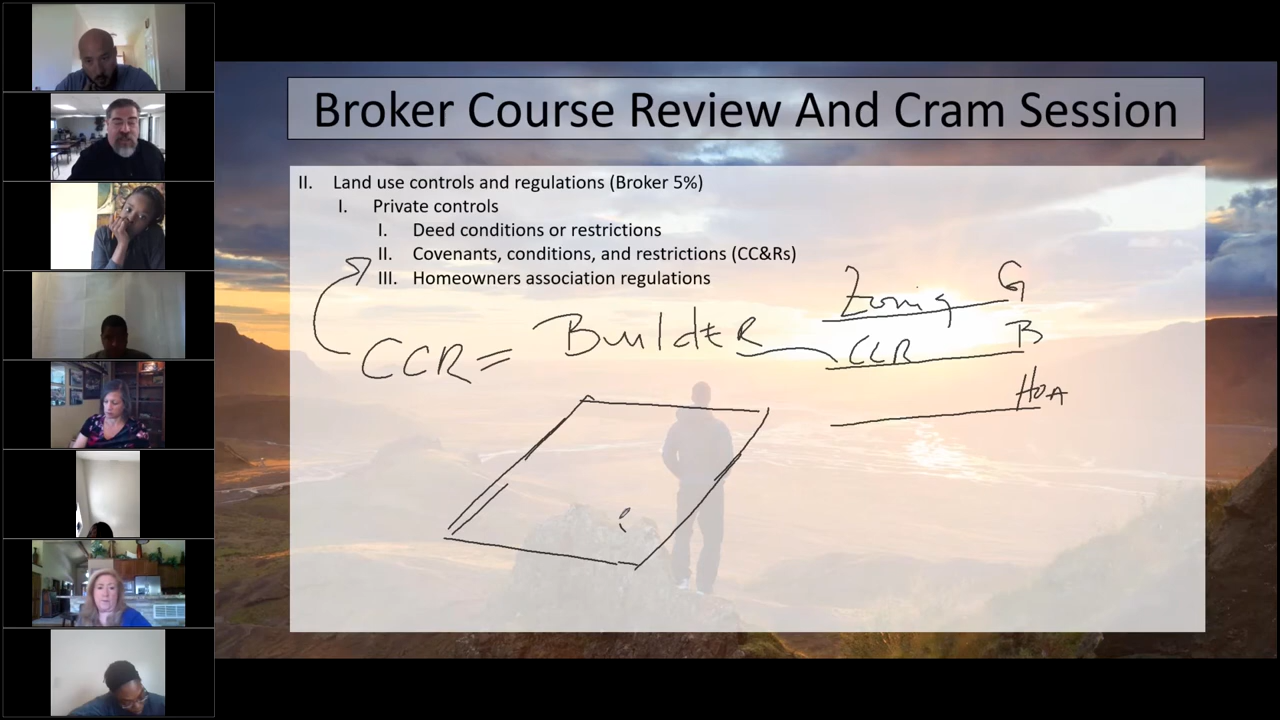 Broker Course Review And Cram Session
II. Land use controls and regulations (Broker 5%)
I. Private controls
I. Deed conditions or restrictions
II. Covenants, conditions, and restrictions (CC&Rs)
III. Homeowners association regulations
Zoning G
CCR = Builder CCR B
HOA